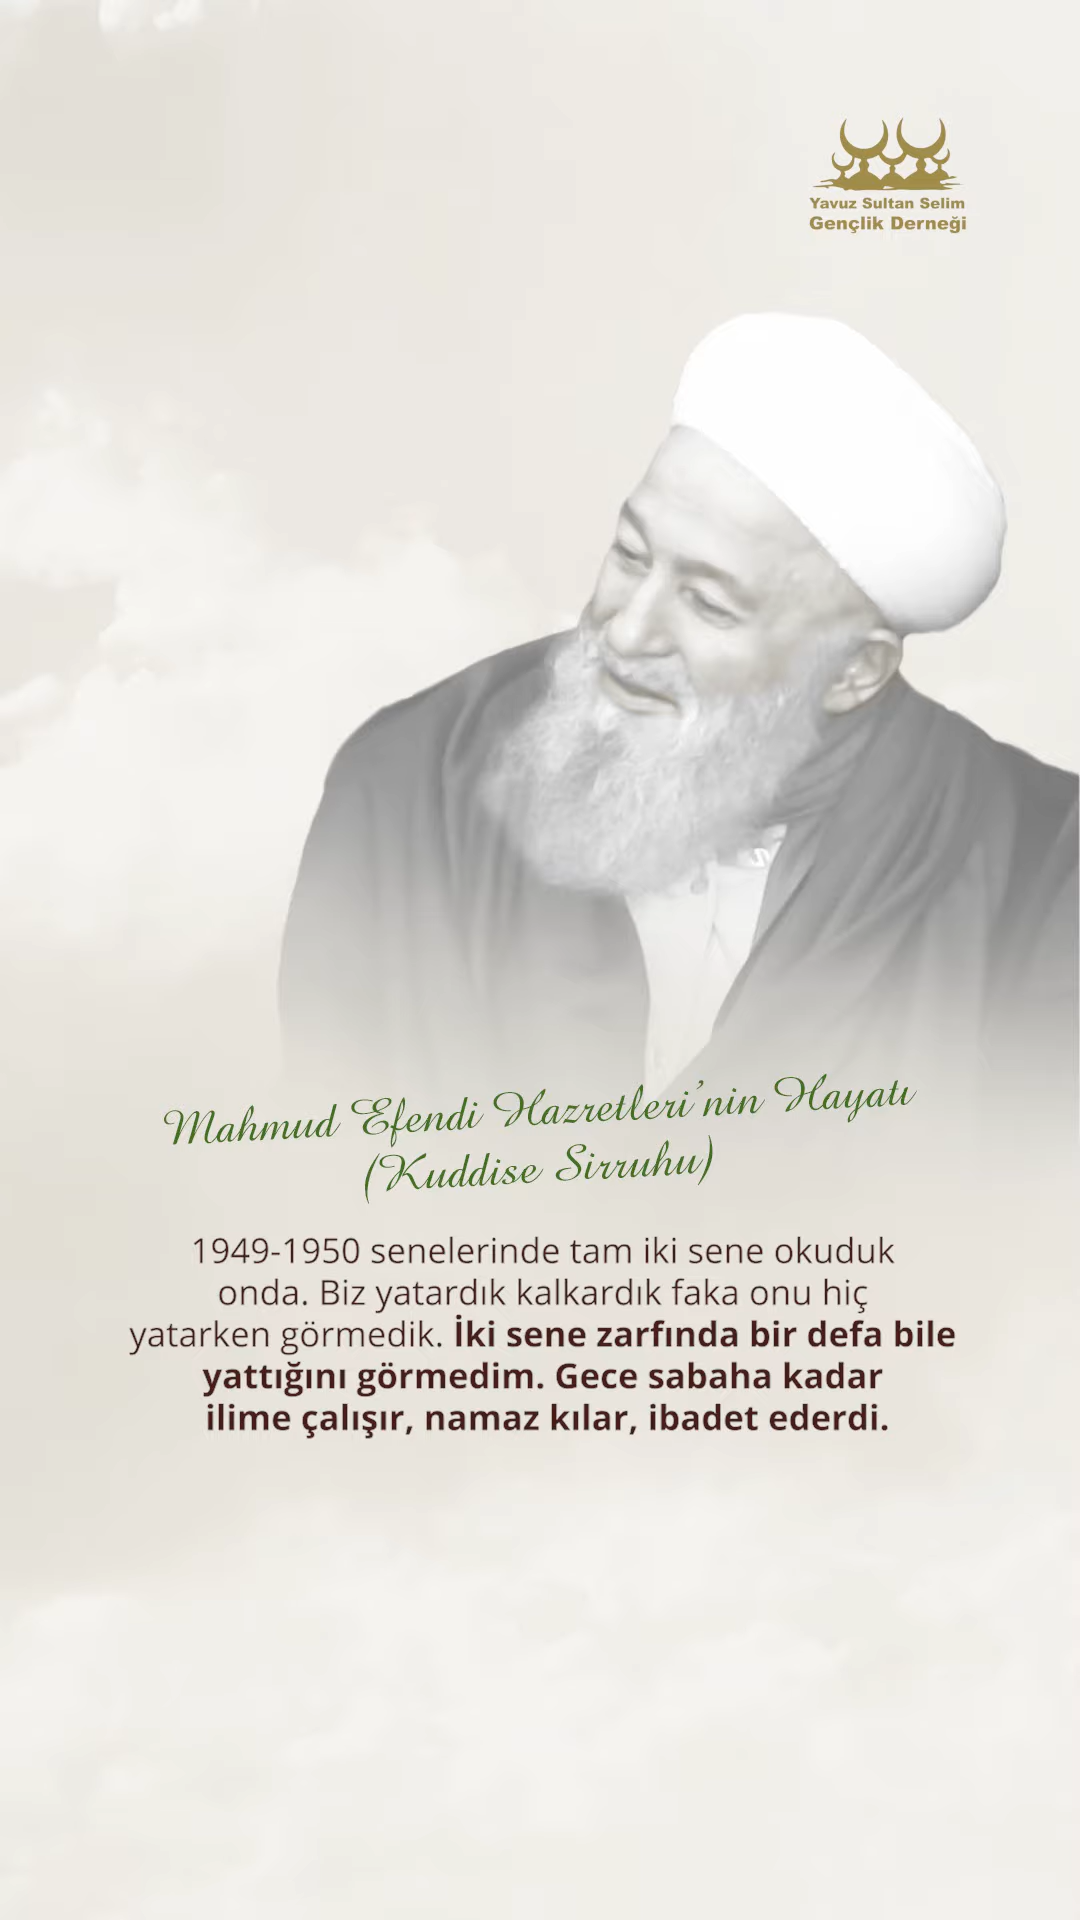 Yavuz Sultan Selim
Gençlik Derneği
Mahmud Efendi Hazretleri'nin Hayatı
(Kuddise Sirruhu)
1949-1950 senelerinde tam iki sene okuduk
onda. Biz yatardık kalkardık faka onu hiç
yatarken görmedik. İki sene zarfında bir defa bile
yattığını görmedim. Gece sabaha kadar
ilime çalışır, namaz kılar, ibadet ederdi.